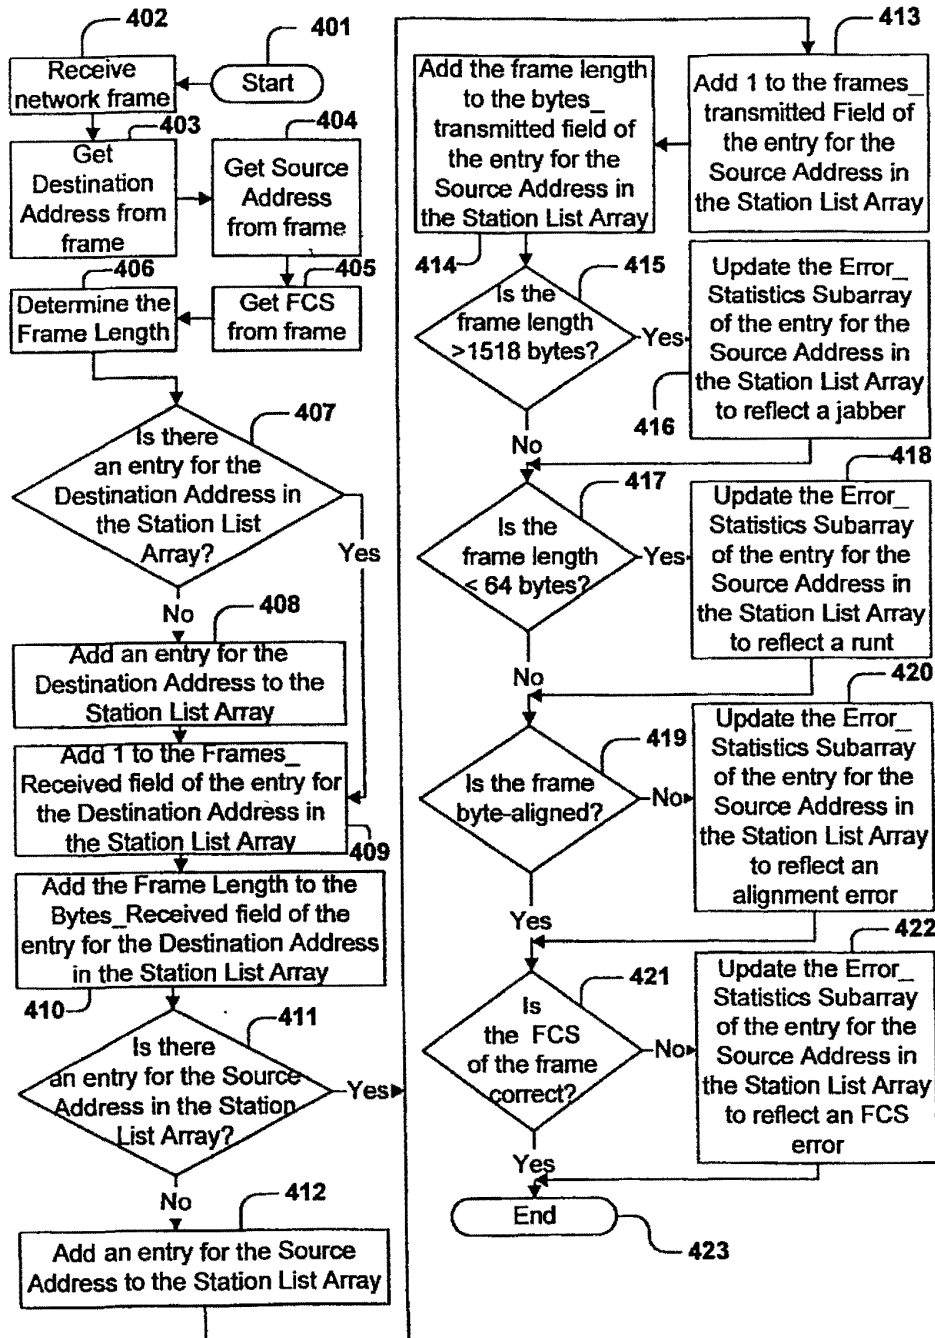 402
401
Receive
network frame
Start
403
404
Get
Destination
Address from
frame
Get Source
Address
from frame
406
405
Determine the
Frame Length
Get FCS
from frame
407
Is there
an entry for the
Destination Address in
the Station List
Array?
Yes
No
408
Add an entry for the
Destination Address to the
Station List Array
Add 1 to the Frames_
Received field of the entry for
the Destination Address in
the Station List Array
409
Add the Frame Length to the
Bytes_Received field of the
entry for the Destination Address
in the Station List Array
410
411
Is there
an entry for the Source
Address in the Station
List Array?
Yes
No
412
Add an entry for the Source
Address to the Station List Array
413
Add 1 to the frames_
transmitted Field of
the entry for the
Source Address in
the Station List Array
Add the frame length
to the bytes_
transmitted field of
the entry for the
Source Address in
the Station List Array
414
415
Is the
frame length
>1518 bytes?
Yes
No
Update the Error_
Statistics Subarray
of the entry for the
Source Address in
the Station List Array
to reflect a jabber
416
417
Is the
frame length
< 64 bytes?
Yes
No
418
Update the Error_
Statistics Subarray
of the entry for the
Source Address in
the Station List Array
to reflect a runt
419
Is the frame
byte-aligned?
No
Yes
420
Update the Error_
Statistics Subarray
of the entry for the
Source Address in
the Station List Array
to reflect an
alignment error
421
Is
the FCS
of the frame
correct?
No
Yes
422
Update the Error_
Statistics Subarray
of the entry for the
Source Address in
the Station List Array
to reflect an FCS
error
End
423